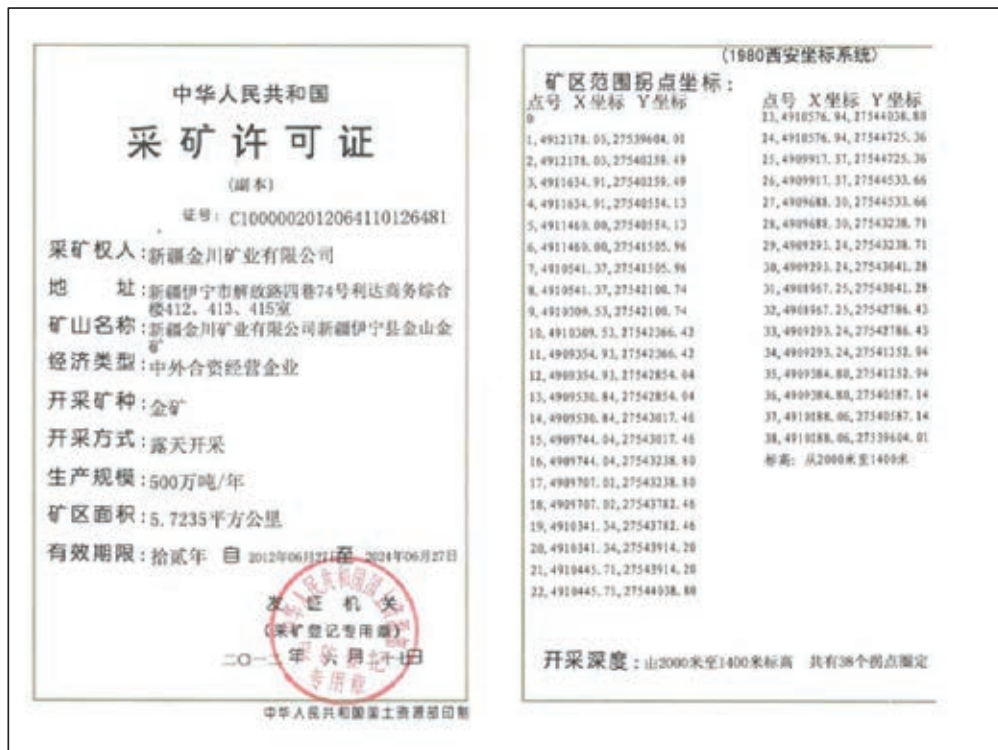 中华人民共和国
采矿许可证
(副本)
证号: C1000002012064110126481
采矿权人:新疆金川矿业有限公司
地 址:新疆伊宁市解放路四巷74号利达商务综合
楼412、413、415室
矿山名称:新疆金川矿业有限公司新疆伊宁县金山金
矿
经济类型:中外合资经营企业
开采矿种:金矿
开采方式:露天开采
生产规模:500万吨/年
矿区面积:5.7235平方公里
有效期限:拾贰年 自 2012年06月27日 至 2024年06月27日
发 证 机 关
(采矿登记专用章)
二〇一二年 六月 日
专用章
中华人民共和国国土资源部印制
(1980西安坐标系统)
矿区范围拐点坐标:
点号 X坐标 Y坐标
0
1,4912178.03,27539604.01
2,4912178.03,27540259.49
3,4911634.91,27540259.49
4,4911634.91,27540554.13
5,4911460.00,27540554.13
6,4911460.00,27541505.96
7,4910541.37,27541505.96
8,4910541.37,27542100.74
9,4910309.53,27542100.74
10,4910309.53,27542366.42
11,4909354.93,27542366.42
12,4909354.93,27542854.04
13,4909530.84,27542854.04
14,4909530.84,27543017.46
15,4909744.04,27543017.46
16,4909744.04,27543238.80
17,4909707.02,27543238.80
18,4909707.02,27543782.46
19,4910341.34,27543782.46
20,4910341.34,27543914.20
21,4910445.71,27543914.20
22,4910445.71,27544038.80
点号 X坐标 Y坐标
23,4910576.94,27544038.80
24,4910576.94,27544725.36
25,4909917.37,27544725.36
26,4909917.37,27544533.66
27,4909688.30,27544533.66
28,4909688.30,27543238.71
29,4909293.24,27543238.71
30,4909293.24,27543041.28
31,4908967.25,27543041.28
32,4908967.25,27542786.43
33,4909293.24,27542786.43
34,4909293.24,27541252.94
35,4909384.80,27541252.94
36,4909384.80,27540587.14
37,4910188.06,27540587.14
38,4910188.06,27539604.01
标高: 从2000米至1400米
开采深度:由2000米至1400米标高 共有38个拐点圈定